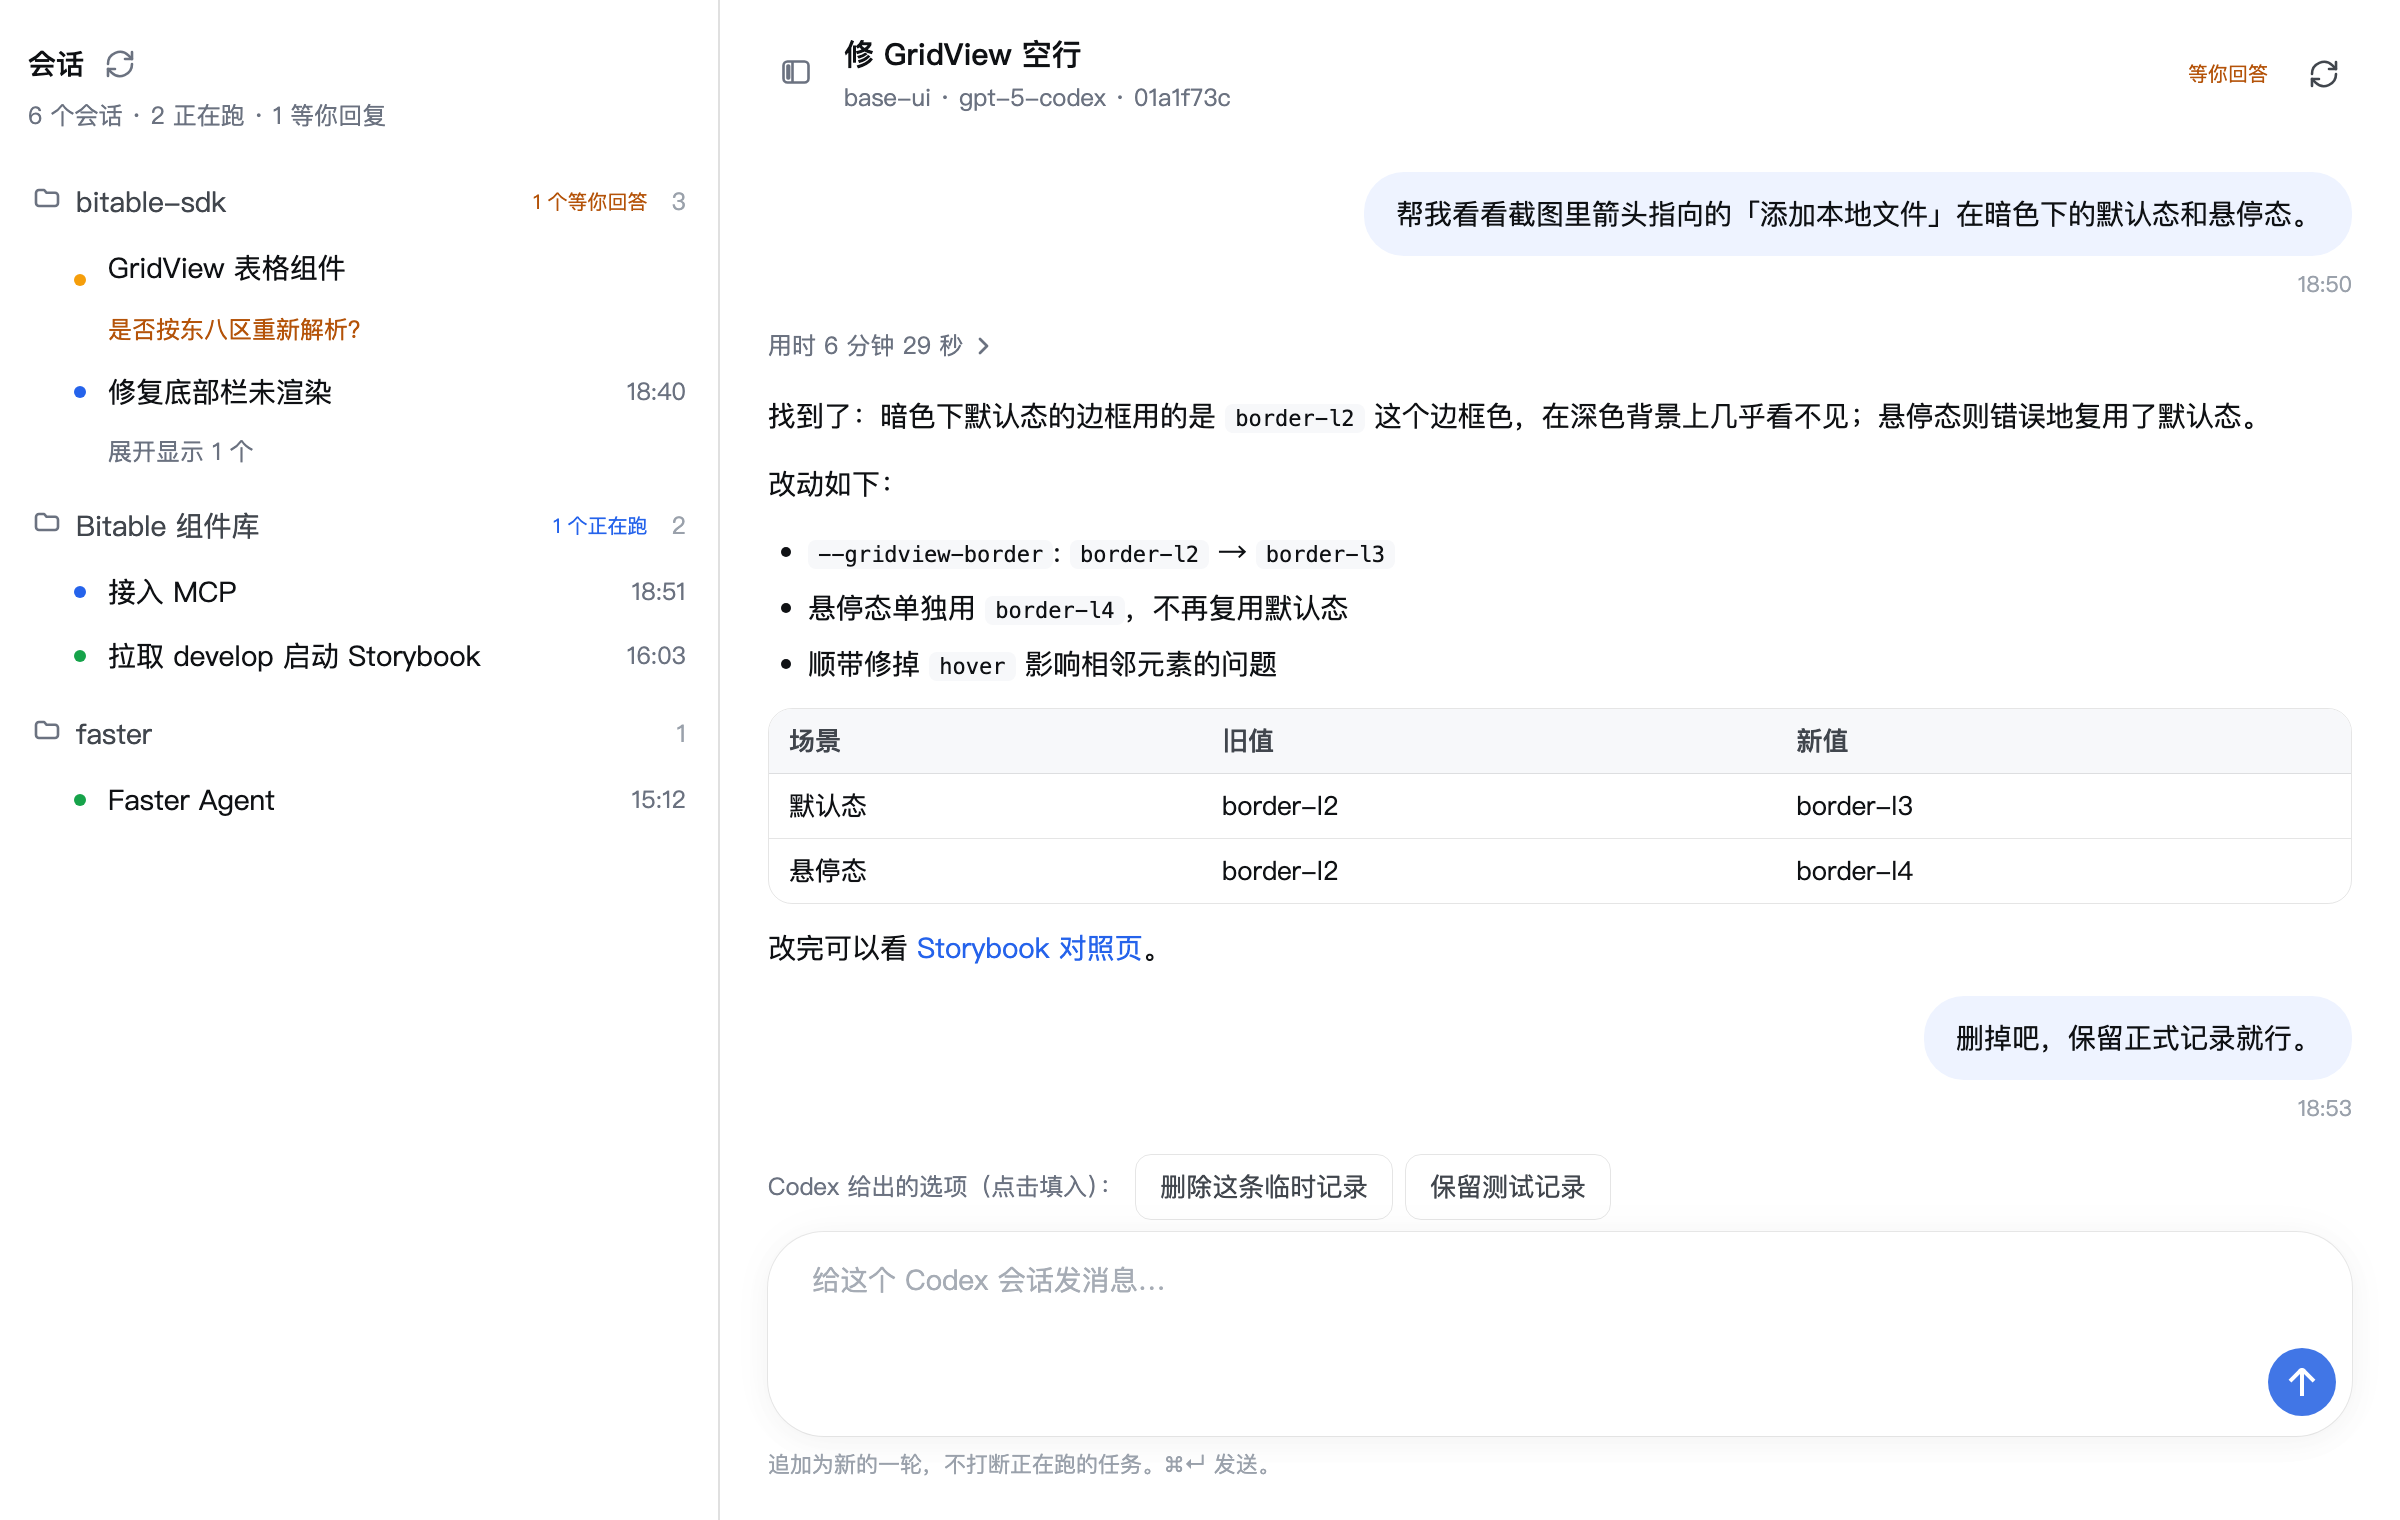 会话
6 个会话 · 2 正在跑 · 1 等你回复
bitable-sdk 1 个等你回答 3
GridView 表格组件
是否按东八区重新解析?
修复底部栏未渲染 18:40
展开显示 1 个
Bitable 组件库 1 个正在跑 2
接入 MCP 18:51
拉取 develop 启动 Storybook 16:03
faster 1
Faster Agent 15:12
修 GridView 空行
base-ui · gpt-5-codex · 01a1f73c
等你回答
帮我看看截图里箭头指向的「添加本地文件」在暗色下的默认态和悬停态。
18:50
用时 6 分钟 29 秒
找到了：暗色下默认态的边框用的是 border-l2 这个边框色，在深色背景上几乎看不见；悬停态则错误地复用了默认态。
改动如下：
• --gridview-border：border-l2 → border-l3
• 悬停态单独用 border-l4，不再复用默认态
• 顺带修掉 hover 影响相邻元素的问题
场景 旧值 新值
默认态 border-l2 border-l3
悬停态 border-l2 border-l4
改完可以看 Storybook 对照页。
删掉吧，保留正式记录就行。
18:53
Codex 给出的选项（点击填入）： 删除这条临时记录 保留测试记录
给这个 Codex 会话发消息…
追加为新的一轮，不打断正在跑的任务。⌘↵ 发送。